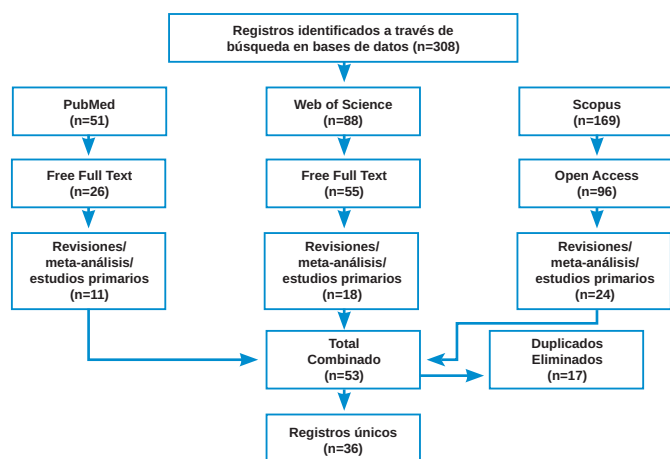 Registros identificados a través de
búsqueda en bases de datos (n=308)
PubMed
(n=51)
Web of Science
(n=88)
Scopus
(n=169)
Free Full Text
(n=26)
Free Full Text
(n=55)
Open Access
(n=96)
Revisiones/
meta-análisis/
estudios primarios
(n=11)
Revisiones/
meta-análisis/
estudios primarios
(n=18)
Revisiones/
meta-análisis/
estudios primarios
(n=24)
Total
Combinado
(n=53)
Duplicados
Eliminados
(n=17)
Registros únicos
(n=36)